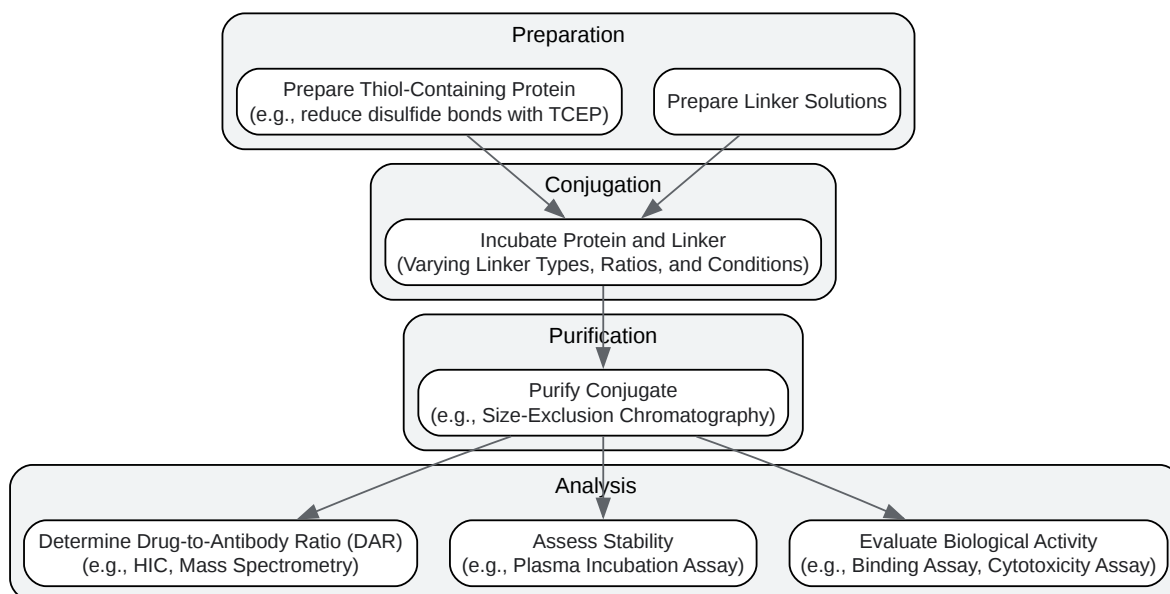 Preparation
Prepare Thiol-Containing Protein
(e.g., reduce disulfide bonds with TCEP)
Prepare Linker Solutions
Conjugation
Incubate Protein and Linker
(Varying Linker Types, Ratios, and Conditions)
Purification
Purify Conjugate
(e.g., Size-Exclusion Chromatography)
Analysis
Determine Drug-to-Antibody Ratio (DAR)
(e.g., HIC, Mass Spectrometry)
Assess Stability
(e.g., Plasma Incubation Assay)
Evaluate Biological Activity
(e.g., Binding Assay, Cytotoxicity Assay)